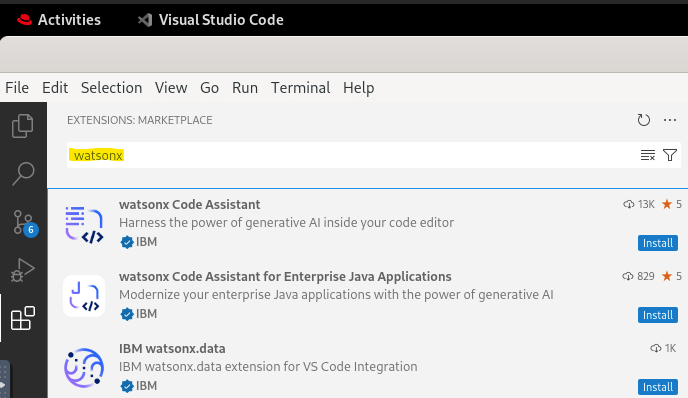 Activities Visual Studio Code
File Edit Selection View Go Run Terminal Help
EXTENSIONS: MARKETPLACE
watsonx
watsonx Code Assistant 13K 5
Harness the power of generative AI inside your code editor
IBM Install
6
watsonx Code Assistant for Enterprise Java Applications 829 5
Modernize your enterprise Java applications with the power of generative AI
IBM Install
IBM watsonx.data 1K
IBM watsonx.data extension for VS Code Integration
IBM Install